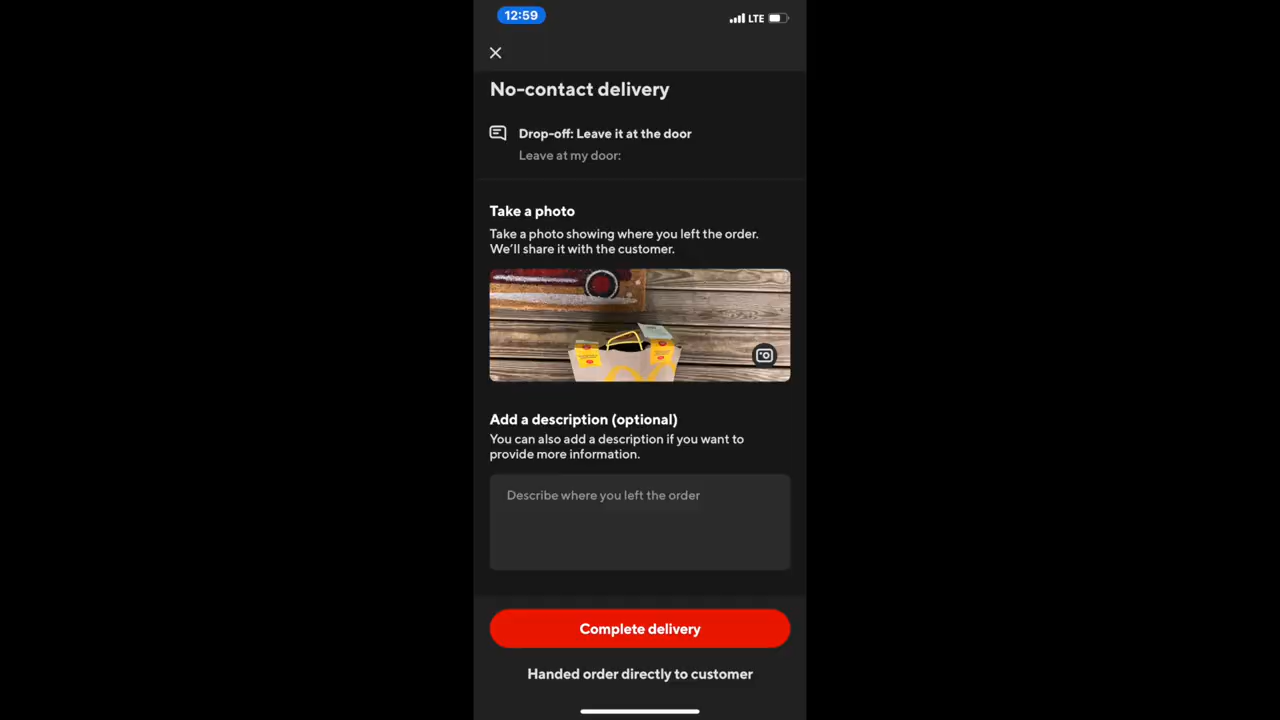 12:59
LTE
No-contact delivery
Drop-off: Leave it at the door
Leave at my door:
Take a photo
Take a photo showing where you left the order.
We'll share it with the customer.
Add a description (optional)
You can also add a description if you want to
provide more information.
Describe where you left the order
Complete delivery
Handed order directly to customer